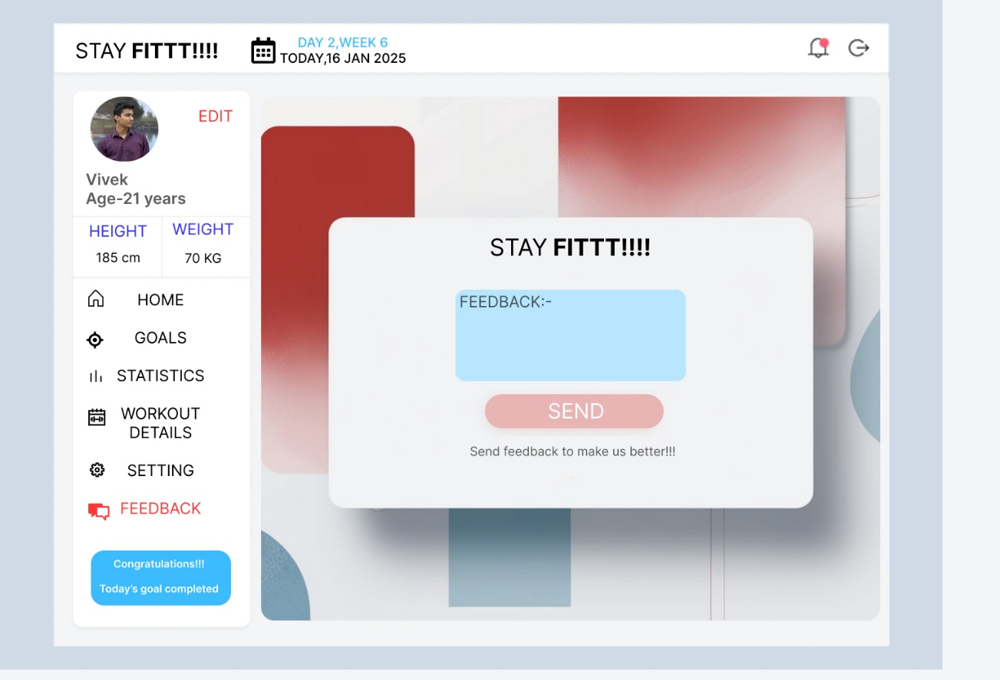 STAY FITTT!!!!
DAY 2,WEEK 6
TODAY,16 JAN 2025
EDIT
Vivek
Age-21 years
HEIGHT
185 cm
WEIGHT
70 KG
HOME
GOALS
STATISTICS
WORKOUT
DETAILS
SETTING
FEEDBACK
Congratulations!!!
Today's goal completed
STAY FITTT!!!!
FEEDBACK:-
SEND
Send feedback to make us better!!!